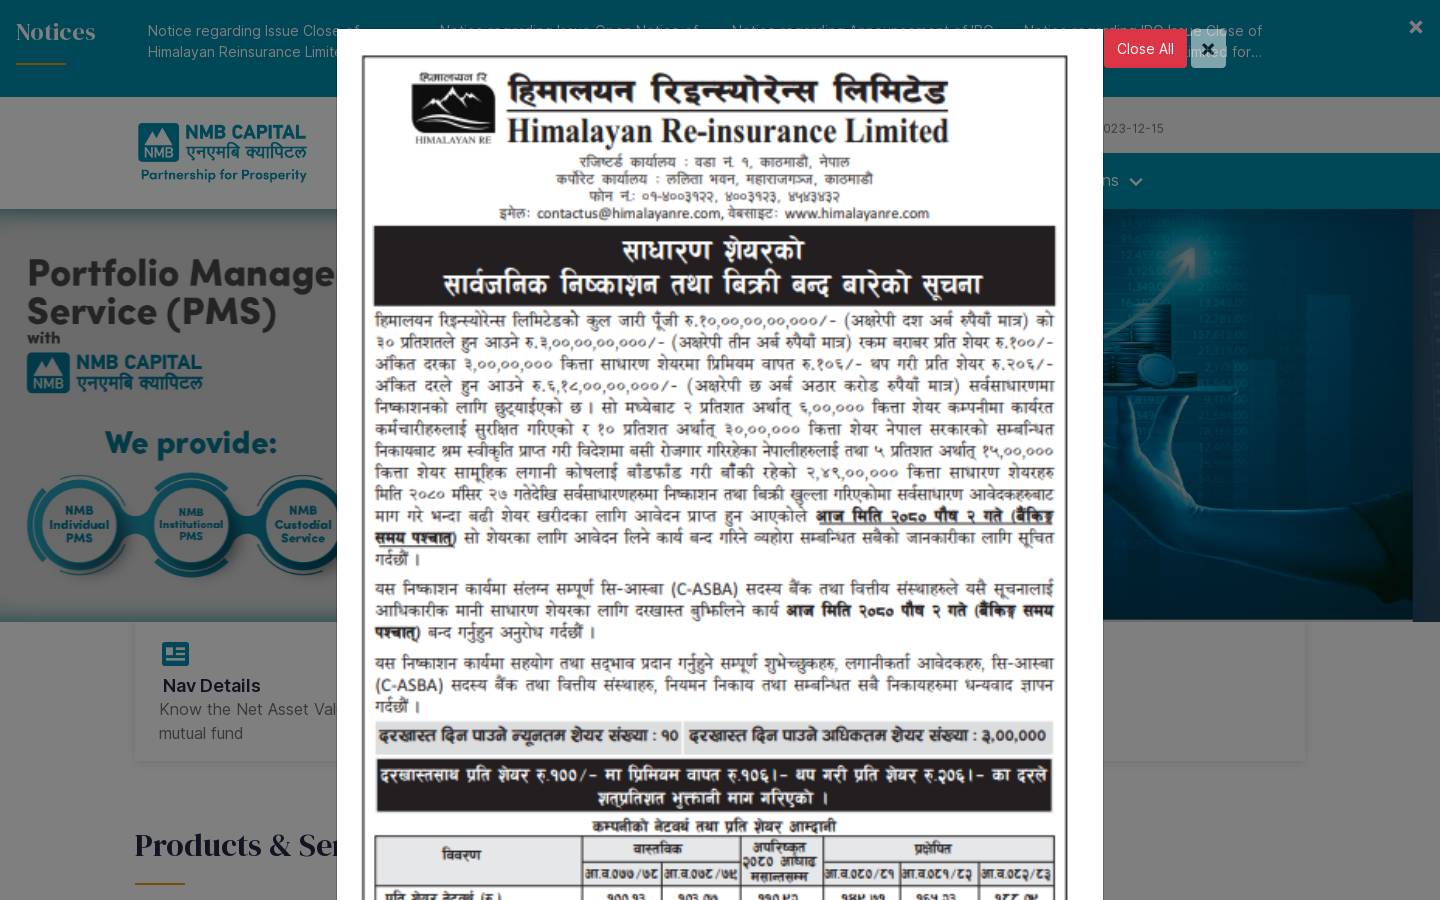 Notices
Notice regarding Issue Close of
Himalayan Reinsurance Limite
Close All
023-12-15
NMB CAPITAL
एनएमबि क्यापिटल
Partnership for Prosperity
NMB
ns
Portfolio Manage
Service (PMS)
with
NMB CAPITAL
एनएमबि क्यापिटल
NMB
We provide:
NMB
Individual
PMS
NMB
Institutional
PMS
NMB
Custodial
Service
Nav Details
Know the Net Asset Val
mutual fund
Products & Ser
हिमालयन रि
HIMALAYAN RE
हिमालयन रिइन्स्योरेन्स लिमिटेड
Himalayan Re-insurance Limited
रजिष्टर्ड कार्यालय : वडा नं. १, काठमाडौं, नेपाल
कर्पोरेट कार्यालय : ललिता भवन, महाराजगञ्ज, काठमाडौं
फोन नं.: ०१-४००३१२२, ४००३१२३, ४५४३४३२
इमेलः contactus@himalayanre.com, वेबसाइटः www.himalayanre.com
साधारण शेयरको
सार्वजनिक निष्काशन तथा बिक्री बन्द बारेको सूचना
हिमालयन रिइन्स्योरेन्स लिमिटेडको कुल जारी पूँजी रु.१०,००,००,००,०००/- (अक्षरेपी दश अर्ब रुपैयाँ मात्र) को
३० प्रतिशतले हुन आउने रु.३,००,००,००,०००/- (अक्षरेपी तीन अर्ब रुपैयाँ मात्र) रकम बराबर प्रति शेयर रु.१००/-
अंकित दरका ३,००,००,००० कित्ता साधारण शेयरमा प्रिमियम वापत रु.१०६/- थप गरी प्रति शेयर रु.२०६/-
अंकित दरले हुन आउने रु.६,१८,००,००,०००/- (अक्षरेपी छ अर्ब अठार करोड रुपैयाँ मात्र) सर्वसाधारणमा
निष्काशनको लागि छुट्याईएको छ । सो मध्येबाट २ प्रतिशत अर्थात् ६,००,००० कित्ता शेयर कम्पनीमा कार्यरत
कर्मचारीहरुलाई सुरक्षित गरिएको र १० प्रतिशत अर्थात् ३०,००,००० कित्ता शेयर नेपाल सरकारको सम्बन्धित
निकायबाट श्रम स्वीकृति प्राप्त गरी विदेशमा बसी रोजगार गरिरहेका नेपालीहरुलाई तथा ५ प्रतिशत अर्थात् १५,००,०००
कित्ता शेयर सामूहिक लगानी कोषलाई बाँडफाँड गरी बाँकी रहेको २,४९,००,००० कित्ता साधारण शेयरहरु
मिति २०८० मंसिर २७ गतेदेखि सर्वसाधारणहरुमा निष्काशन तथा बिक्री खुल्ला गरिएकोमा सर्वसाधारण आवेदकहरुबाट
माग गरे भन्दा बढी शेयर खरीदका लागि आवेदन प्राप्त हुन आएकोले आज मिति २०८० पौष २ गते (बैंकिङ्ग
समय पश्चात्) सो शेयरका लागि आवेदन लिने कार्य बन्द गरिने व्यहोरा सम्बन्धित सबैको जानकारीका लागि सूचित
गर्दछौं ।
यस निष्काशन कार्यमा संलग्न सम्पूर्ण सि-आस्बा (C-ASBA) सदस्य बैंक तथा वित्तीय संस्थाहरुले यसै सूचनालाई
आधिकारीक मानी साधारण शेयरका लागि दरखास्त बुझिलिने कार्य आज मिति २०८० पौष २ गते (बैंकिङ्ग समय
पश्चात्) बन्द गर्नुहुन अनुरोध गर्दछौं ।
यस निष्काशन कार्यमा सहयोग तथा सद्भाव प्रदान गर्नुहुने सम्पूर्ण शुभेच्छुकहरु, लगानीकर्ता आवेदकहरु, सि-आस्बा
(C-ASBA) सदस्य बैंक तथा वित्तीय संस्थाहरु, नियमन निकाय तथा सम्बन्धित सबै निकायहरुमा धन्यवाद ज्ञापन
गर्दछौं ।
दरखास्त दिन पाउने न्यूनतम शेयर संख्या : १० दरखास्त दिन पाउने अधिकतम शेयर संख्या : ३,००,०००
दरखास्तसाथ प्रति शेयर रु.१००/- मा प्रिमियम वापत रु.१०६।- थप गरी प्रति शेयर रु.२०६।- का दरले
शत्प्रतिशत भुक्तानी माग गरिएको ।
कम्पनीको नेटवर्थ तथा प्रति शेयर आम्दानी
विवरण वास्तविक अपरिष्कृत २०८० आषाढ मसान्तसम्म प्रक्षेपित
आ.व.०७७/७८ आ.व.०७८/७९ आ.व.०८०/८१ आ.व.०८१/८२ आ.व.०८२/८३